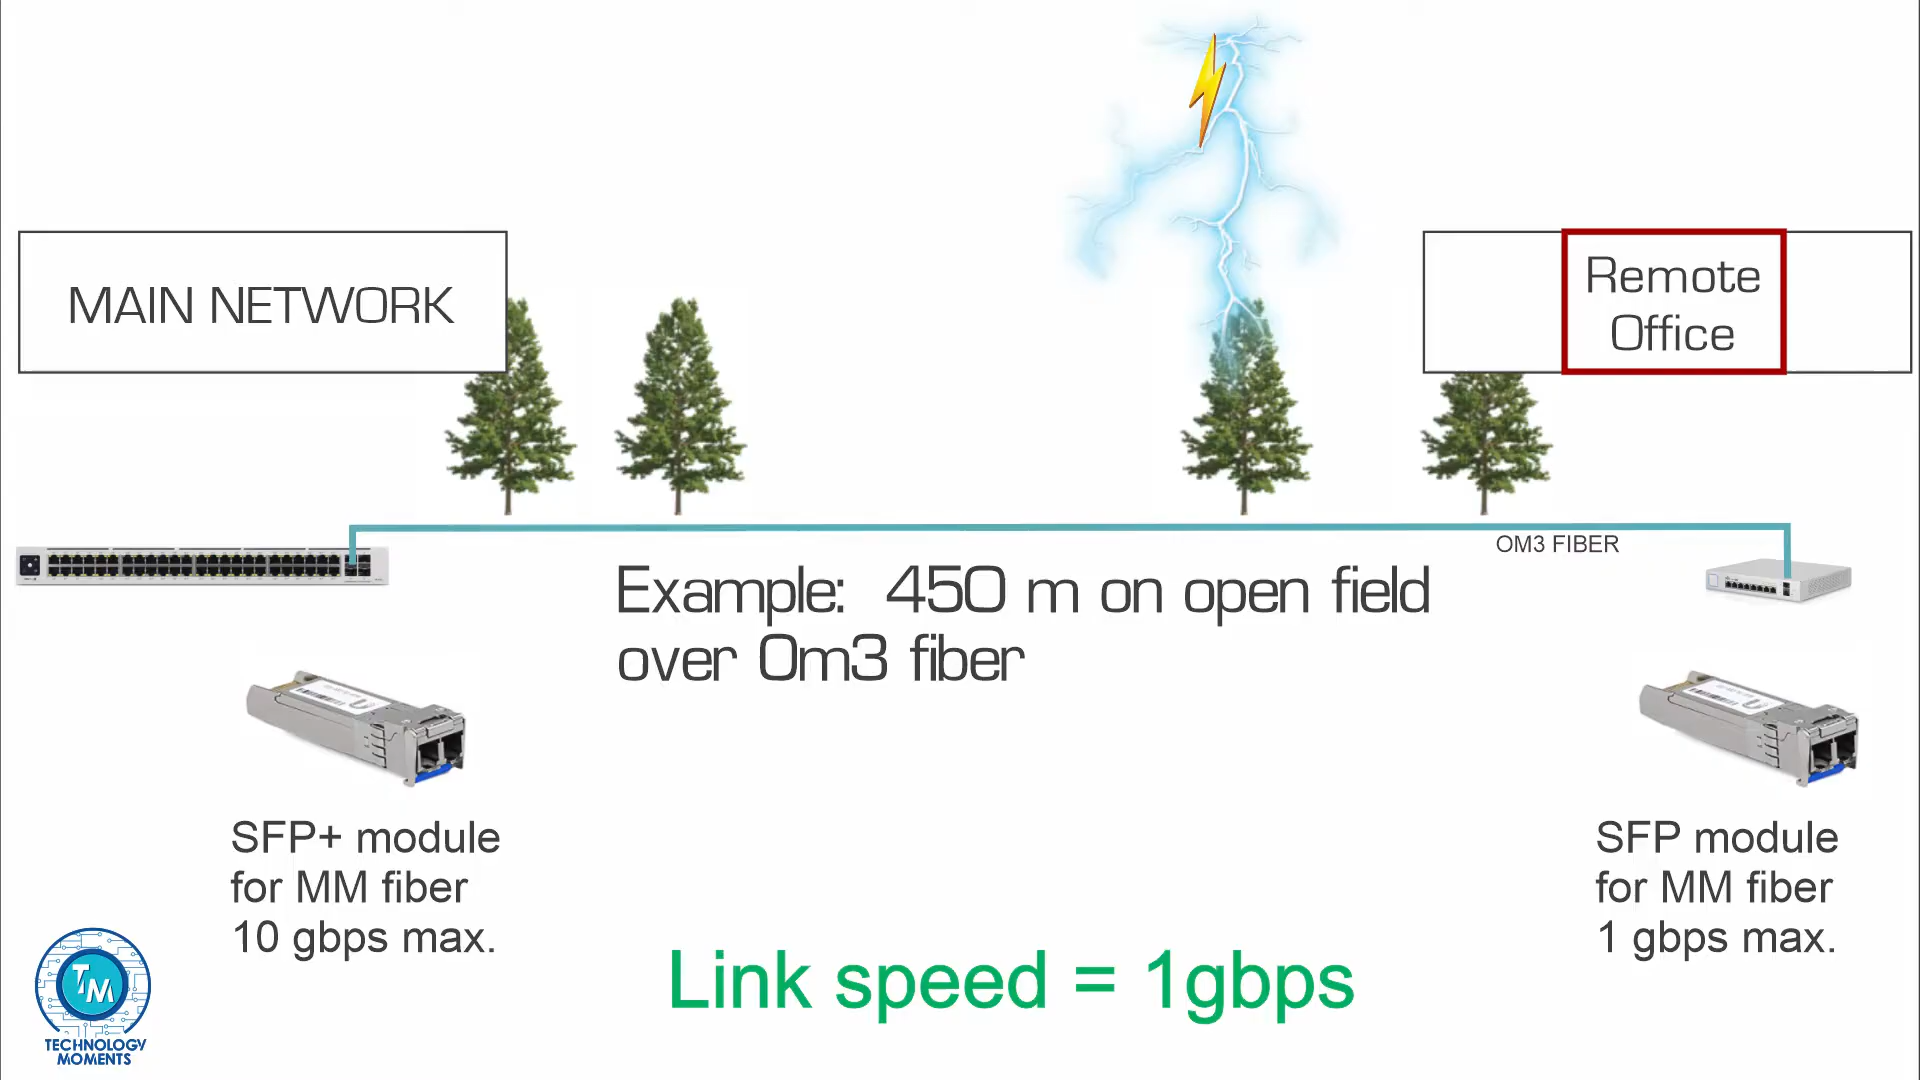 MAIN NETWORK
Remote
Office
OM3 FIBER
Example: 450 m on open field
over Om3 fiber
SFP+ module
for MM fiber
10 gbps max.
SFP module
for MM fiber
1 gbps max.
Link speed = 1gbps
TM
TECHNOLOGY
MOMENTS